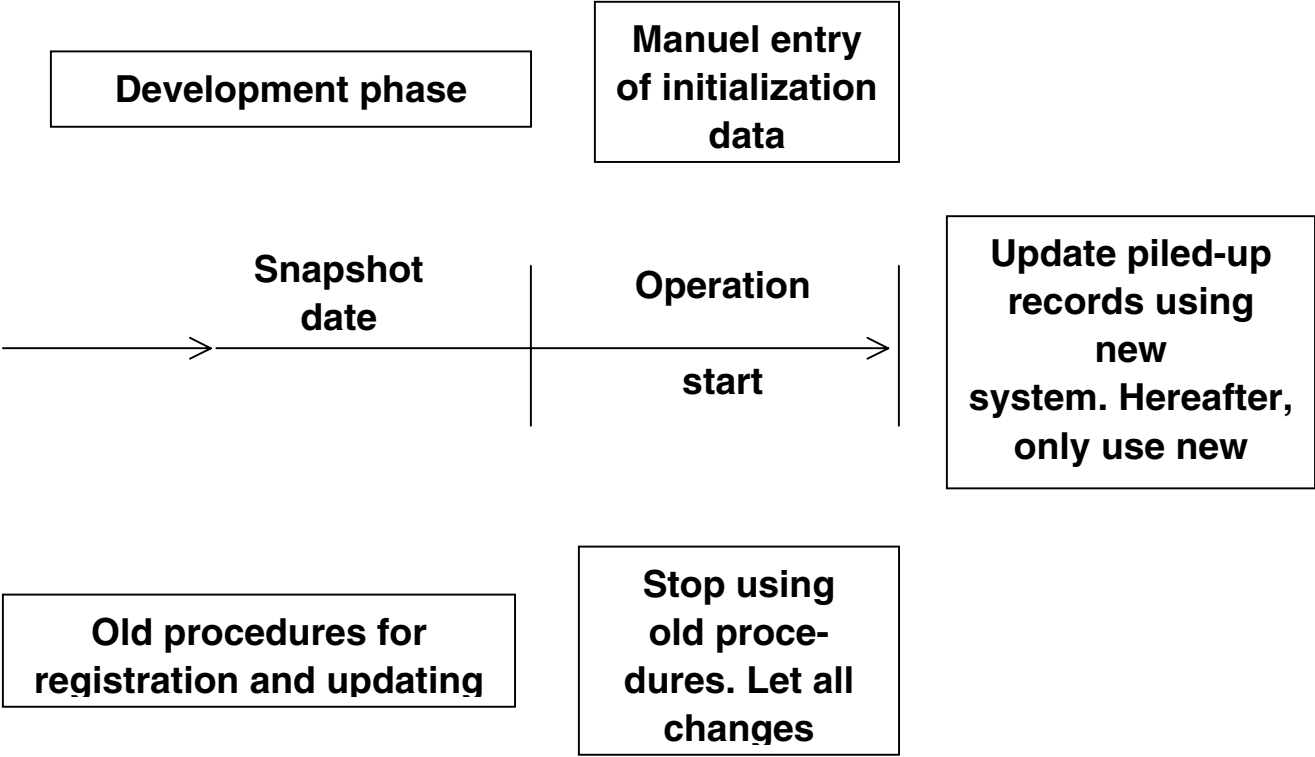 Development phase
Manuel entry
of initialization
data
Snapshot
date
Operation
start
Update piled-up
records using
new
system. Hereafter,
only use new
Old procedures for
registration and updating
Stop using
old proce-
dures. Let all
changes